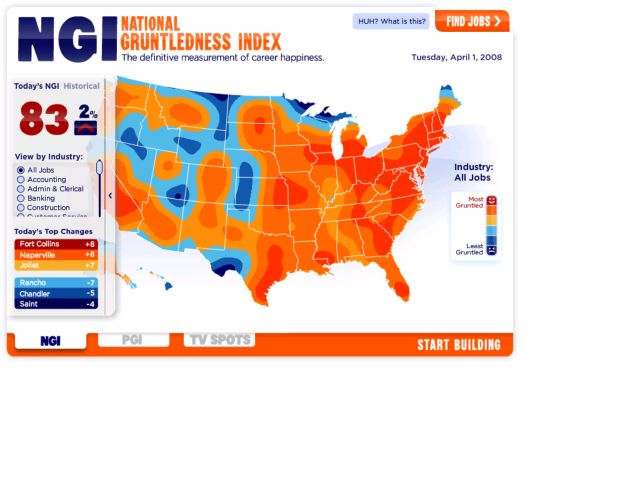 NGI
NATIONAL
GRUNTLEDNESS INDEX
The definitive measurement of career happiness.
HUH? What is this?
FIND JOBS
Tuesday, April 1, 2008
Today's NGI Historical
83 2%
View by Industry:
All Jobs
Accounting
Admin & Clerical
Banking
Construction
Customer Service
Today's Top Changes
Fort Collins +8
Naperville +8
Joliet +7
Rancho -7
Chandler -5
Saint -4
Industry:
All Jobs
Most
Gruntled
Least
Gruntled
NGI
PGI
TV SPOTS
START BUILDING